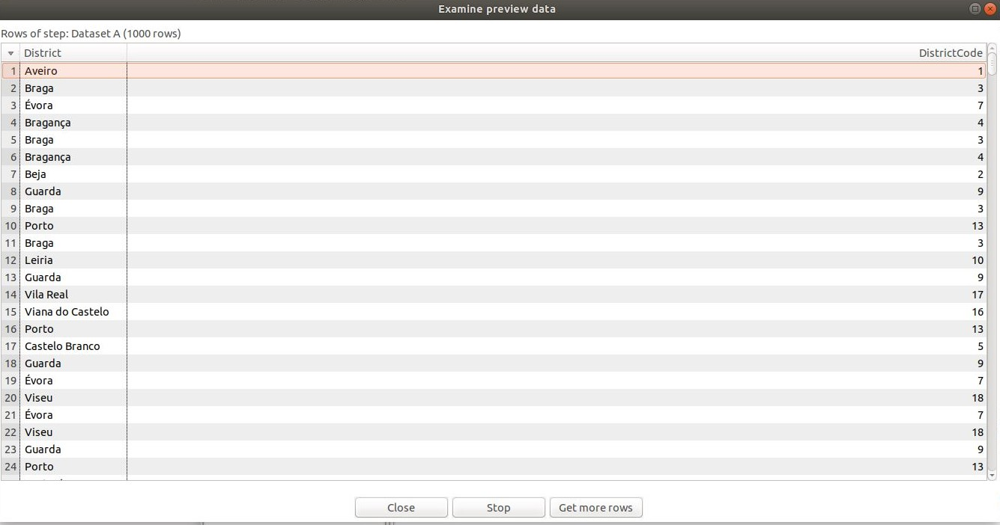 Examine preview data
Rows of step: Dataset A (1000 rows)
District DistrictCode
1 Aveiro 1
2 Braga 3
3 Évora 7
4 Bragança 4
5 Braga 3
6 Bragança 4
7 Beja 2
8 Guarda 9
9 Braga 3
10 Porto 13
11 Braga 3
12 Leiria 10
13 Guarda 9
14 Vila Real 17
15 Viana do Castelo 16
16 Porto 13
17 Castelo Branco 5
18 Guarda 9
19 Évora 7
20 Viseu 18
21 Évora 7
22 Viseu 18
23 Guarda 9
24 Porto 13
Close Stop Get more rows